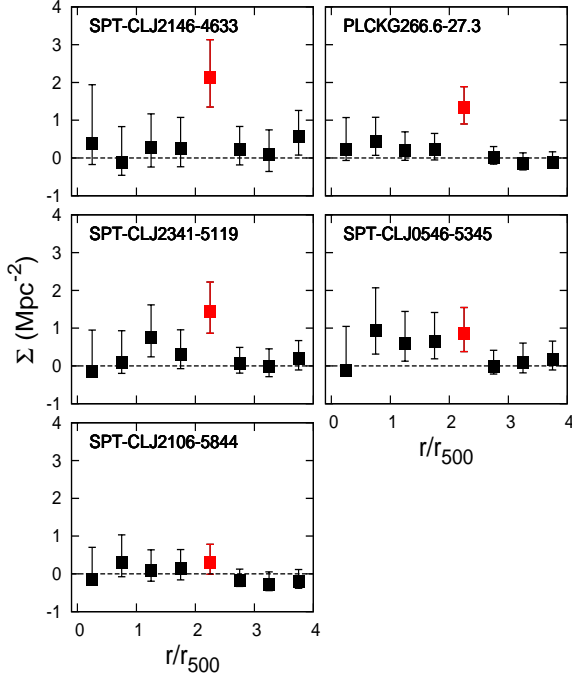 SPT-CLJ2146-4633
PLCKG266.6-27.3
4
3
2
1
0
-1
SPT-CLJ2341-5119
SPT-CLJ0546-5345
4
3
2
1
0
-1
Σ (Mpc⁻²)
0 1 2 3 4
r/r₅₀₀
SPT-CLJ2106-5844
4
3
2
1
0
-1
0 1 2 3 4
r/r₅₀₀